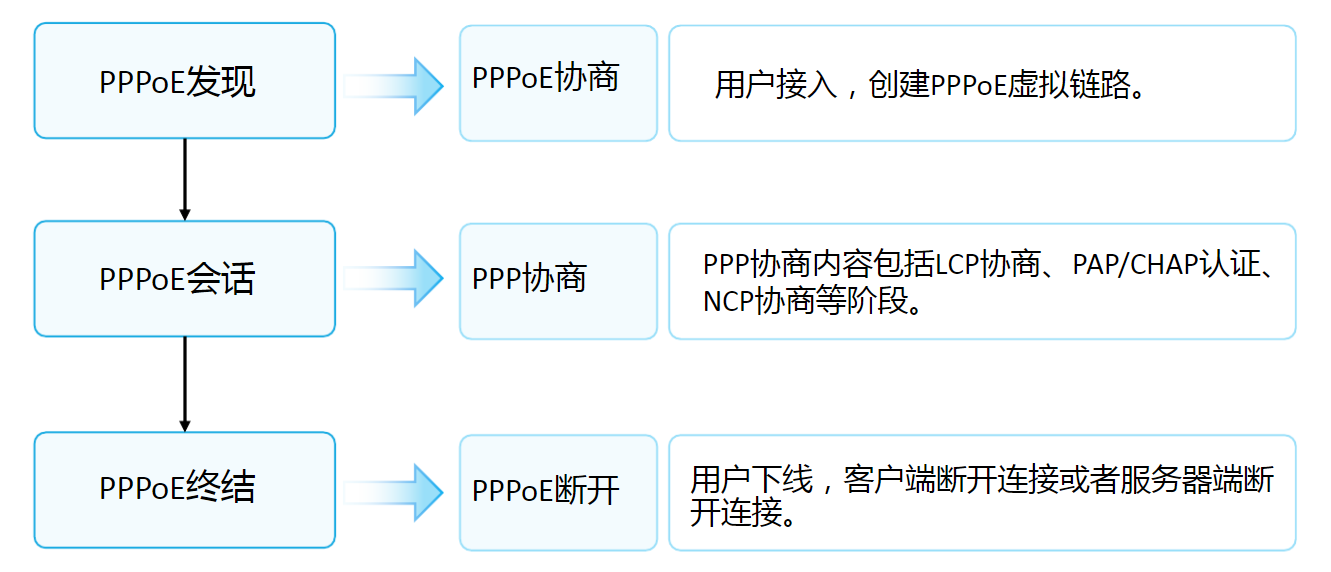 PPPoE发现
PPPoE协商
用户接入，创建PPPoE虚拟链路。
PPPoE会话
PPP协商
PPP协商内容包括LCP协商、PAP/CHAP认证、
NCP协商等阶段。
PPPoE终结
PPPoE断开
用户下线，客户端断开连接或者服务器端断
开连接。